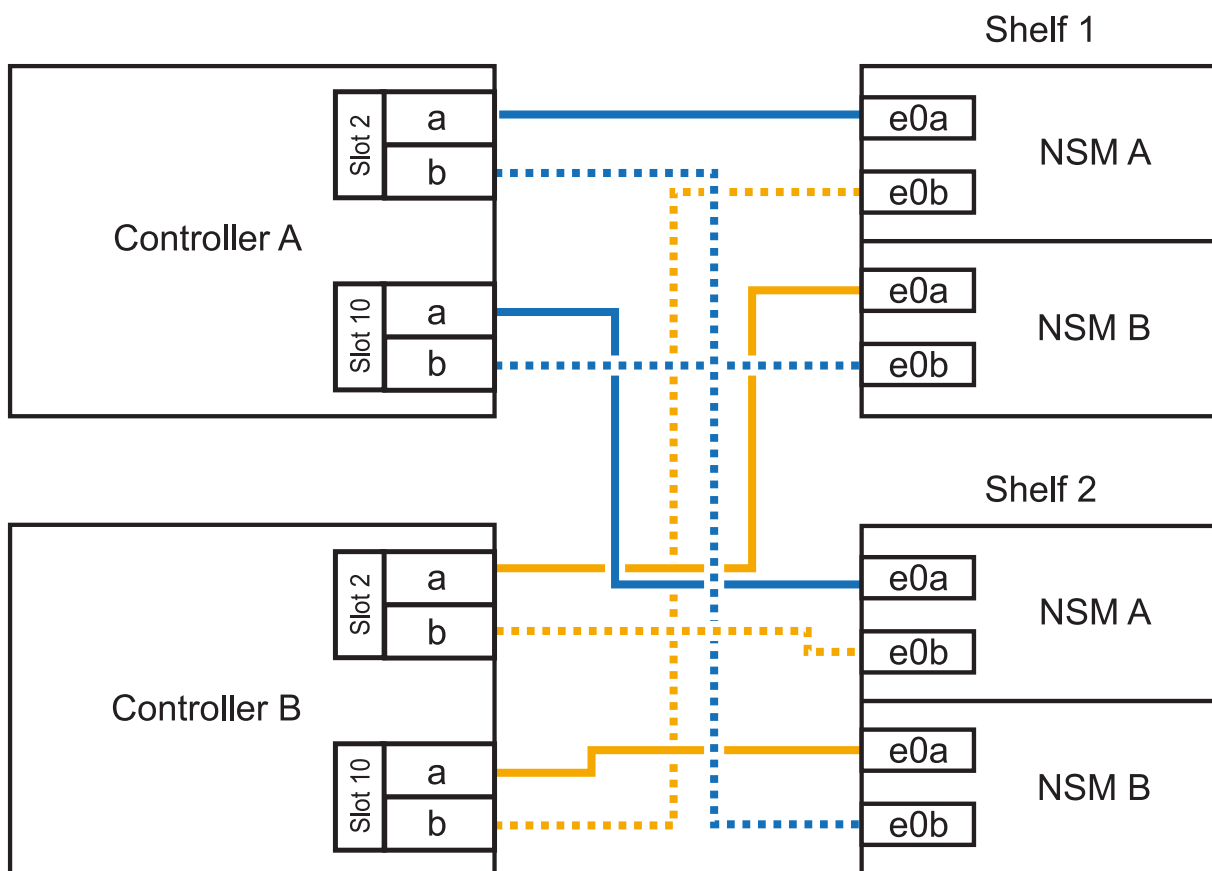 Shelf 1
Controller A
Slot 2
a
b
Slot 10
a
b
e0a
e0b
NSM A
e0a
e0b
NSM B
Shelf 2
Controller B
Slot 2
a
b
Slot 10
a
b
e0a
e0b
NSM A
e0a
e0b
NSM B